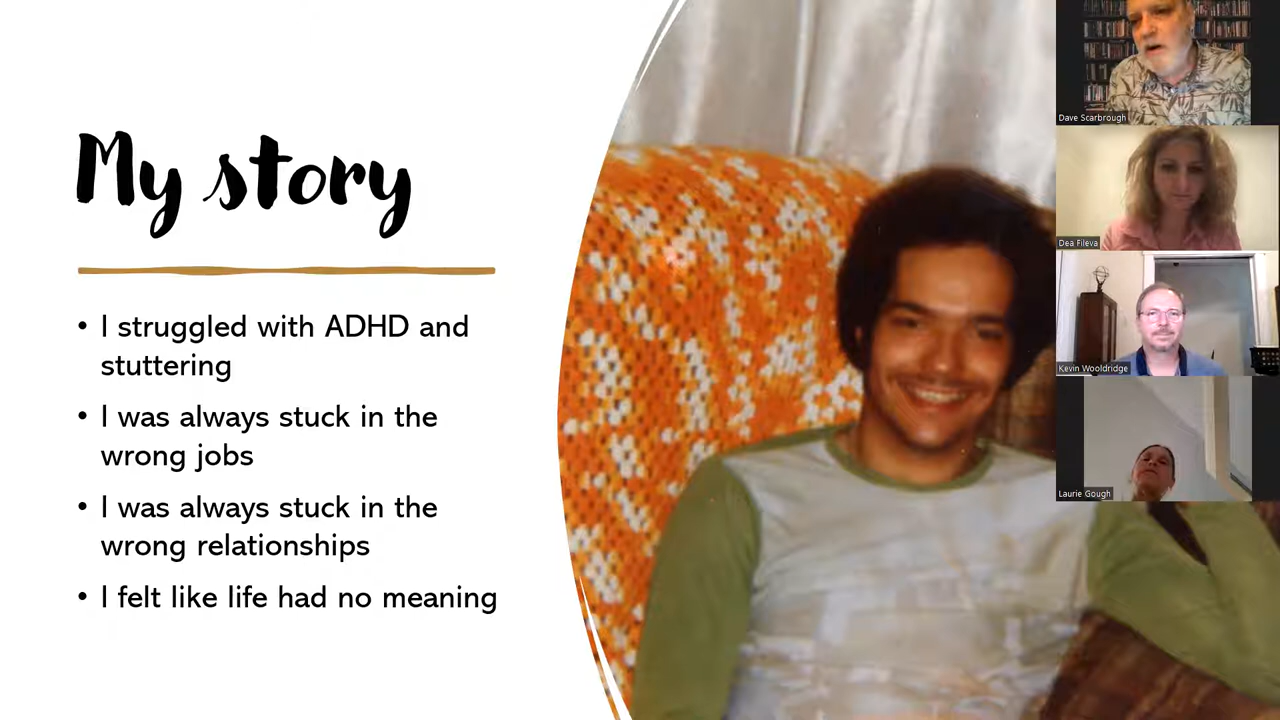 My story
• I struggled with ADHD and
stuttering
• I was always stuck in the
wrong jobs
• I was always stuck in the
wrong relationships
• I felt like life had no meaning
Dave Scarbrough
Dea Fileva
Kevin Wooldridge
Laurie Gough